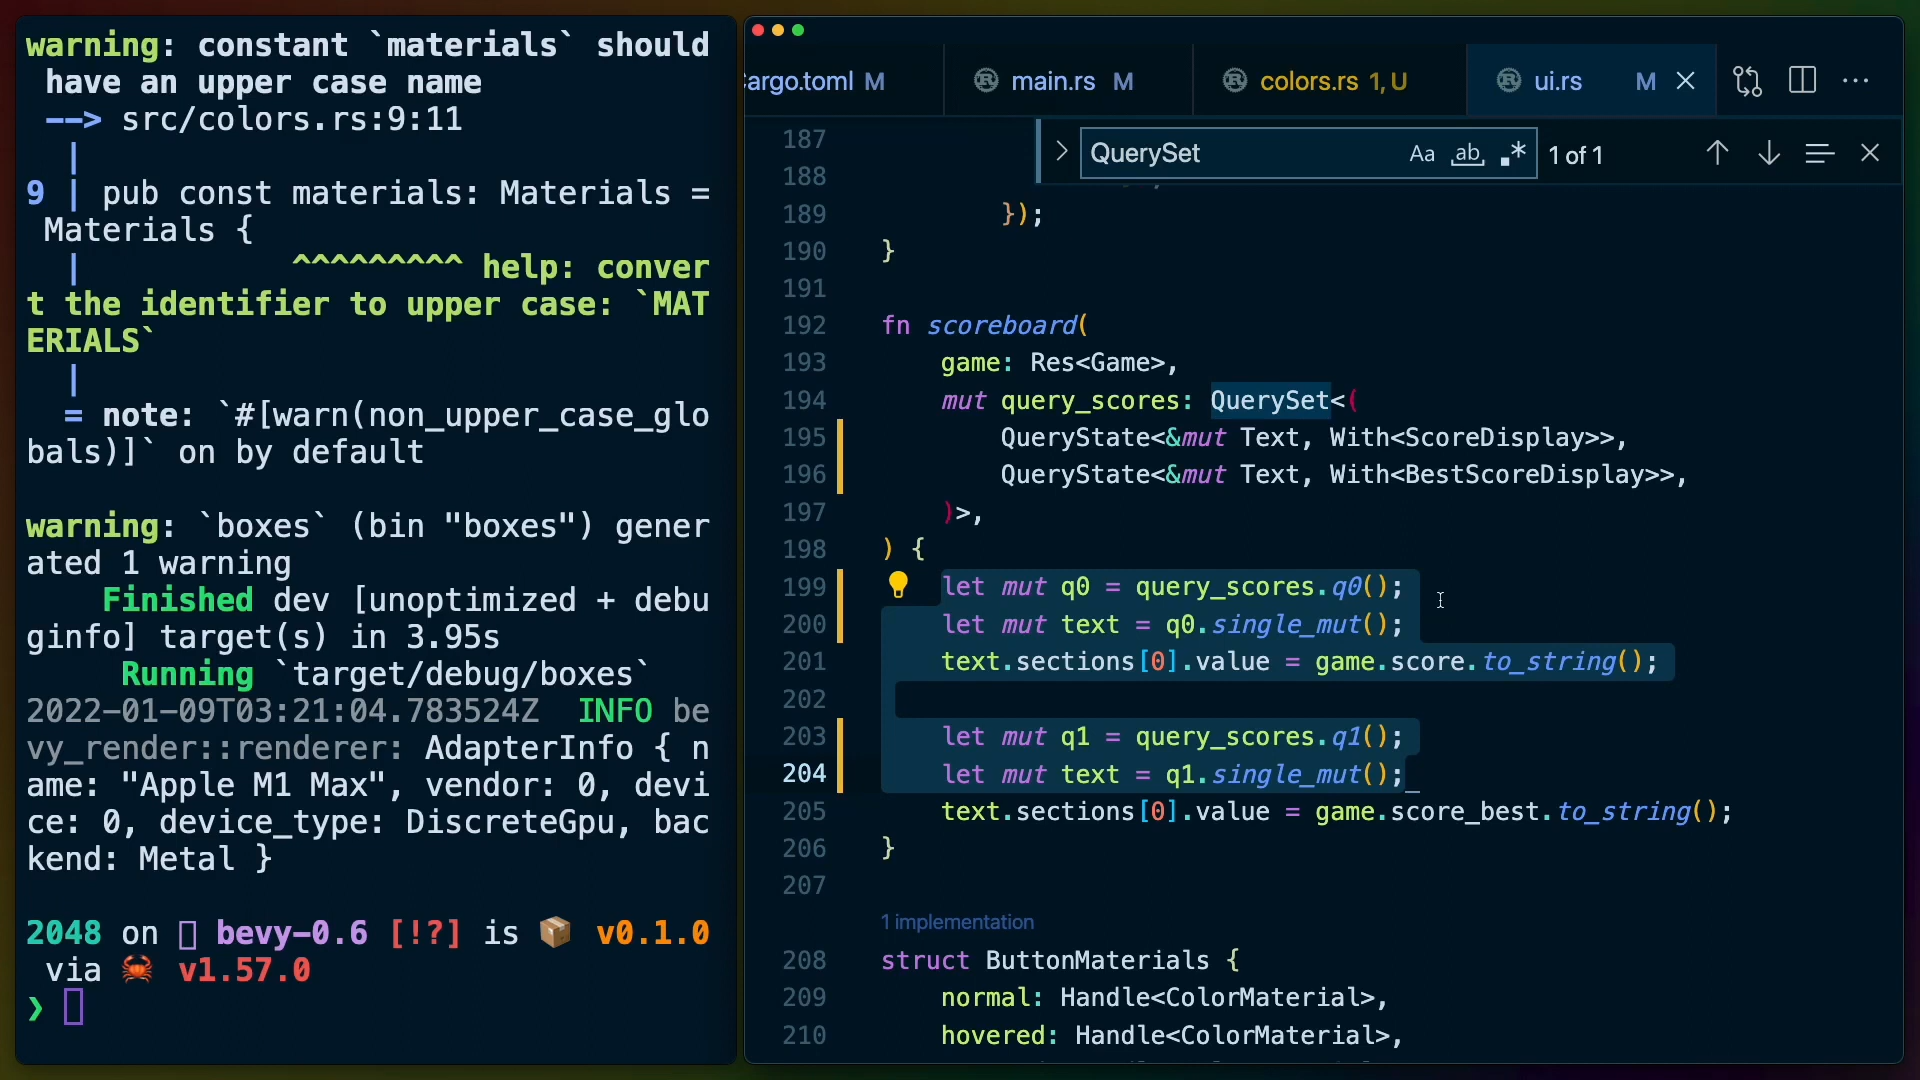 warning: constant `materials` should
have an upper case name
--> src/colors.rs:9:11
|
9 | pub const materials: Materials =
Materials {
| ^^^^^^^^^ help: conver
t the identifier to upper case: `MAT
ERIALS`
|
= note: `#[warn(non_upper_case_glo
bals)]` on by default
warning: `boxes` (bin "boxes") gener
ated 1 warning
Finished dev [unoptimized + debu
ginfo] target(s) in 3.95s
Running `target/debug/boxes`
2022-01-09T03:21:04.783524Z INFO be
vy_render::renderer: AdapterInfo { n
ame: "Apple M1 Max", vendor: 0, devi
ce: 0, device_type: DiscreteGpu, bac
kend: Metal }
2048 on bevy-0.6 [!?] is 📦 v0.1.0
via 🦀 v1.57.0
❯
argo.toml M
main.rs M
colors.rs 1, U
ui.rs M
QuerySet Aa ab .* 1 of 1
187
188
189 });
190 }
191
192 fn scoreboard(
193 game: Res<Game>,
194 mut query_scores: QuerySet<(
195 QueryState<&mut Text, With<ScoreDisplay>>,
196 QueryState<&mut Text, With<BestScoreDisplay>>,
197 )>,
198 ) {
199 let mut q0 = query_scores.q0();
200 let mut text = q0.single_mut();
201 text.sections[0].value = game.score.to_string();
202
203 let mut q1 = query_scores.q1();
204 let mut text = q1.single_mut();
205 text.sections[0].value = game.score_best.to_string();
206 }
207
1 implementation
208 struct ButtonMaterials {
209 normal: Handle<ColorMaterial>,
210 hovered: Handle<ColorMaterial>,